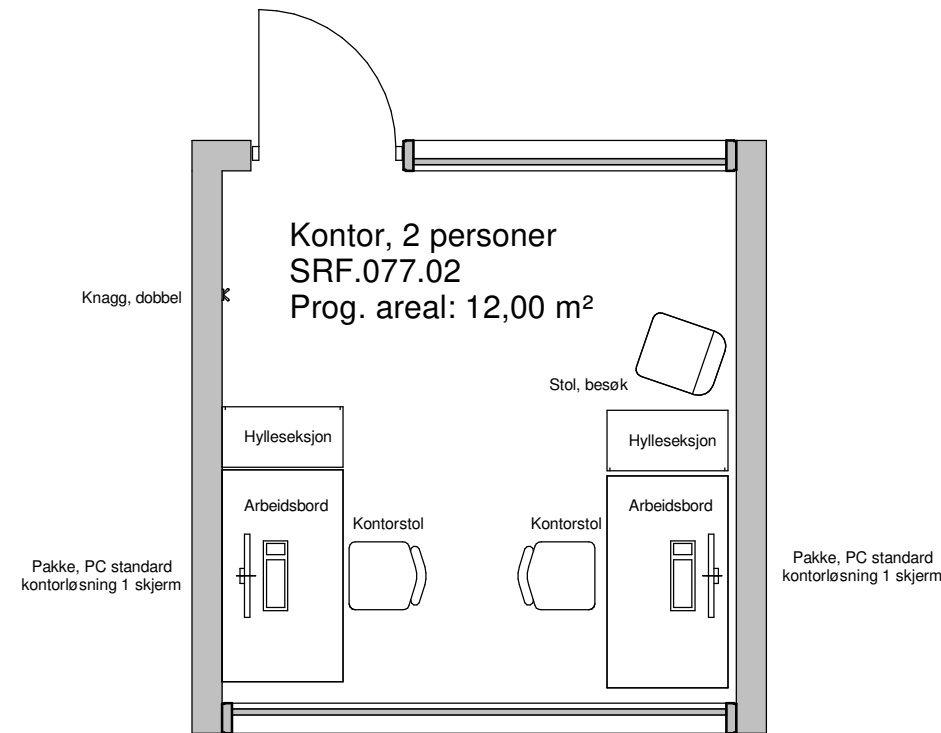 Kontor, 2 personer
SRF.077.02
Prog. areal: 12,00 m²
Knagg, dobbel
Stol, besøk
Hylleseksjon
Hylleseksjon
Arbeidsbord
Arbeidsbord
Kontorstol
Kontorstol
Pakke, PC standard
kontorløsning 1 skjerm
Pakke, PC standard
kontorløsning 1 skjerm